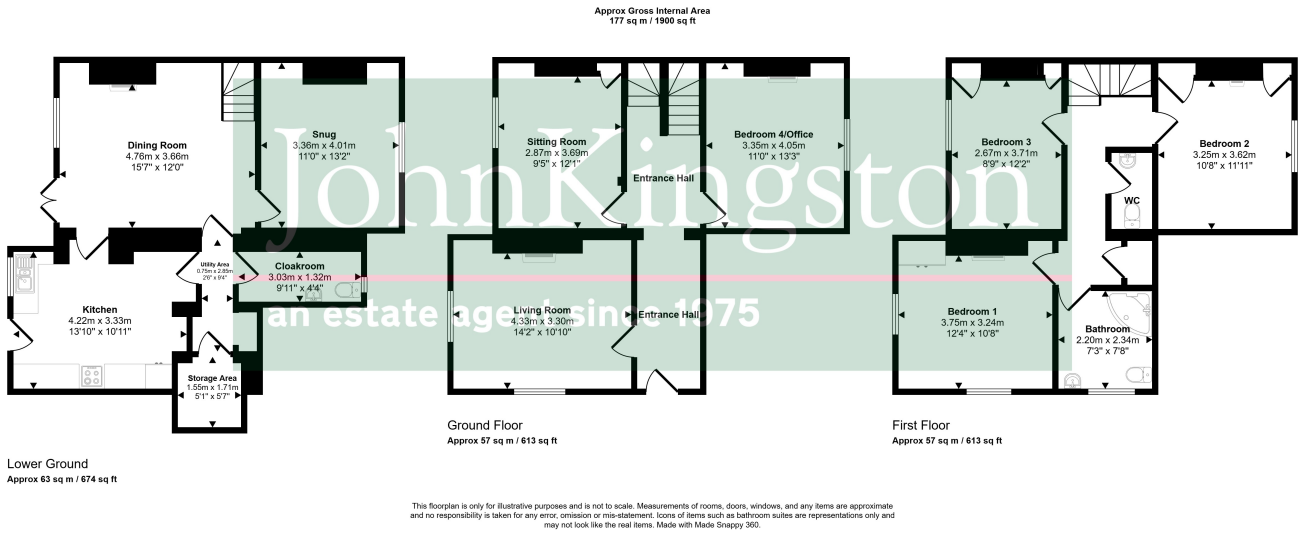 Approx Gross Internal Area
177 sq m / 1900 sq ft
Dining Room
4.76m x 3.66m
15'7" x 12'0"
Snug
3.36m x 4.01m
11'0" x 13'2"
Utility Area
0.75m x 2.85m
2'6" x 9'4"
Cloakroom
3.03m x 1.32m
9'11" x 4'4"
Kitchen
4.22m x 3.33m
13'10" x 10'11"
Storage Area
1.55m x 1.71m
5'1" x 5'7"
Lower Ground
Approx 63 sq m / 674 sq ft
Sitting Room
2.87m x 3.69m
9'5" x 12'1"
Bedroom 4/Office
3.35m x 4.05m
11'0" x 13'3"
Entrance Hall
Living Room
4.33m x 3.30m
14'2" x 10'10"
Entrance Hall
Ground Floor
Approx 57 sq m / 613 sq ft
Bedroom 3
2.67m x 3.71m
8'9" x 12'2"
Bedroom 2
3.25m x 3.62m
10'8" x 11'11"
WC
Bedroom 1
3.75m x 3.24m
12'4" x 10'8"
Bathroom
2.20m x 2.34m
7'3" x 7'8"
First Floor
Approx 57 sq m / 613 sq ft
JohnKingston
an estate agent since 1975
This floorplan is only for illustrative purposes and is not to scale. Measurements of rooms, doors, windows, and any items are approximate
and no responsibility is taken for any error, omission or mis-statement. Icons of items such as bathroom suites are representations only and
may not look like the real items. Made with Made Snappy 360.